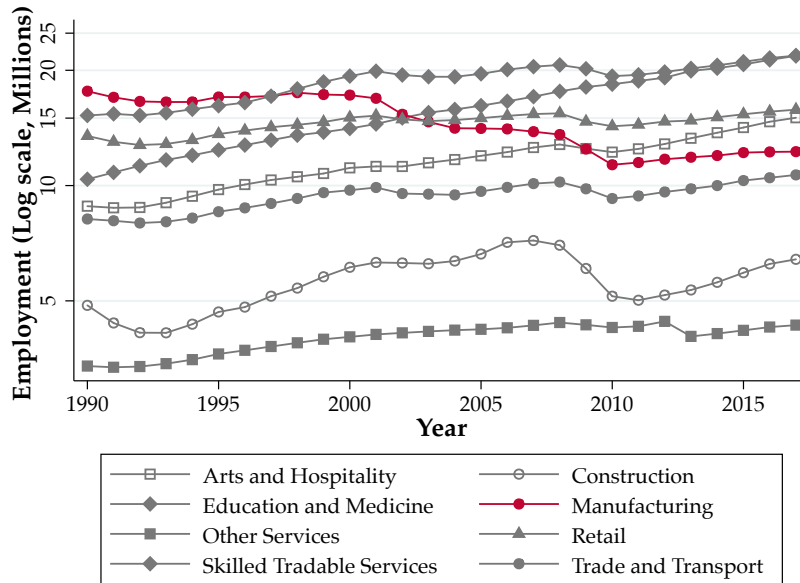 Employment (Log scale, Millions)
25
20
15
10
5
1990 1995 2000 2005 2010 2015
Year
Arts and Hospitality Construction
Education and Medicine Manufacturing
Other Services Retail
Skilled Tradable Services Trade and Transport